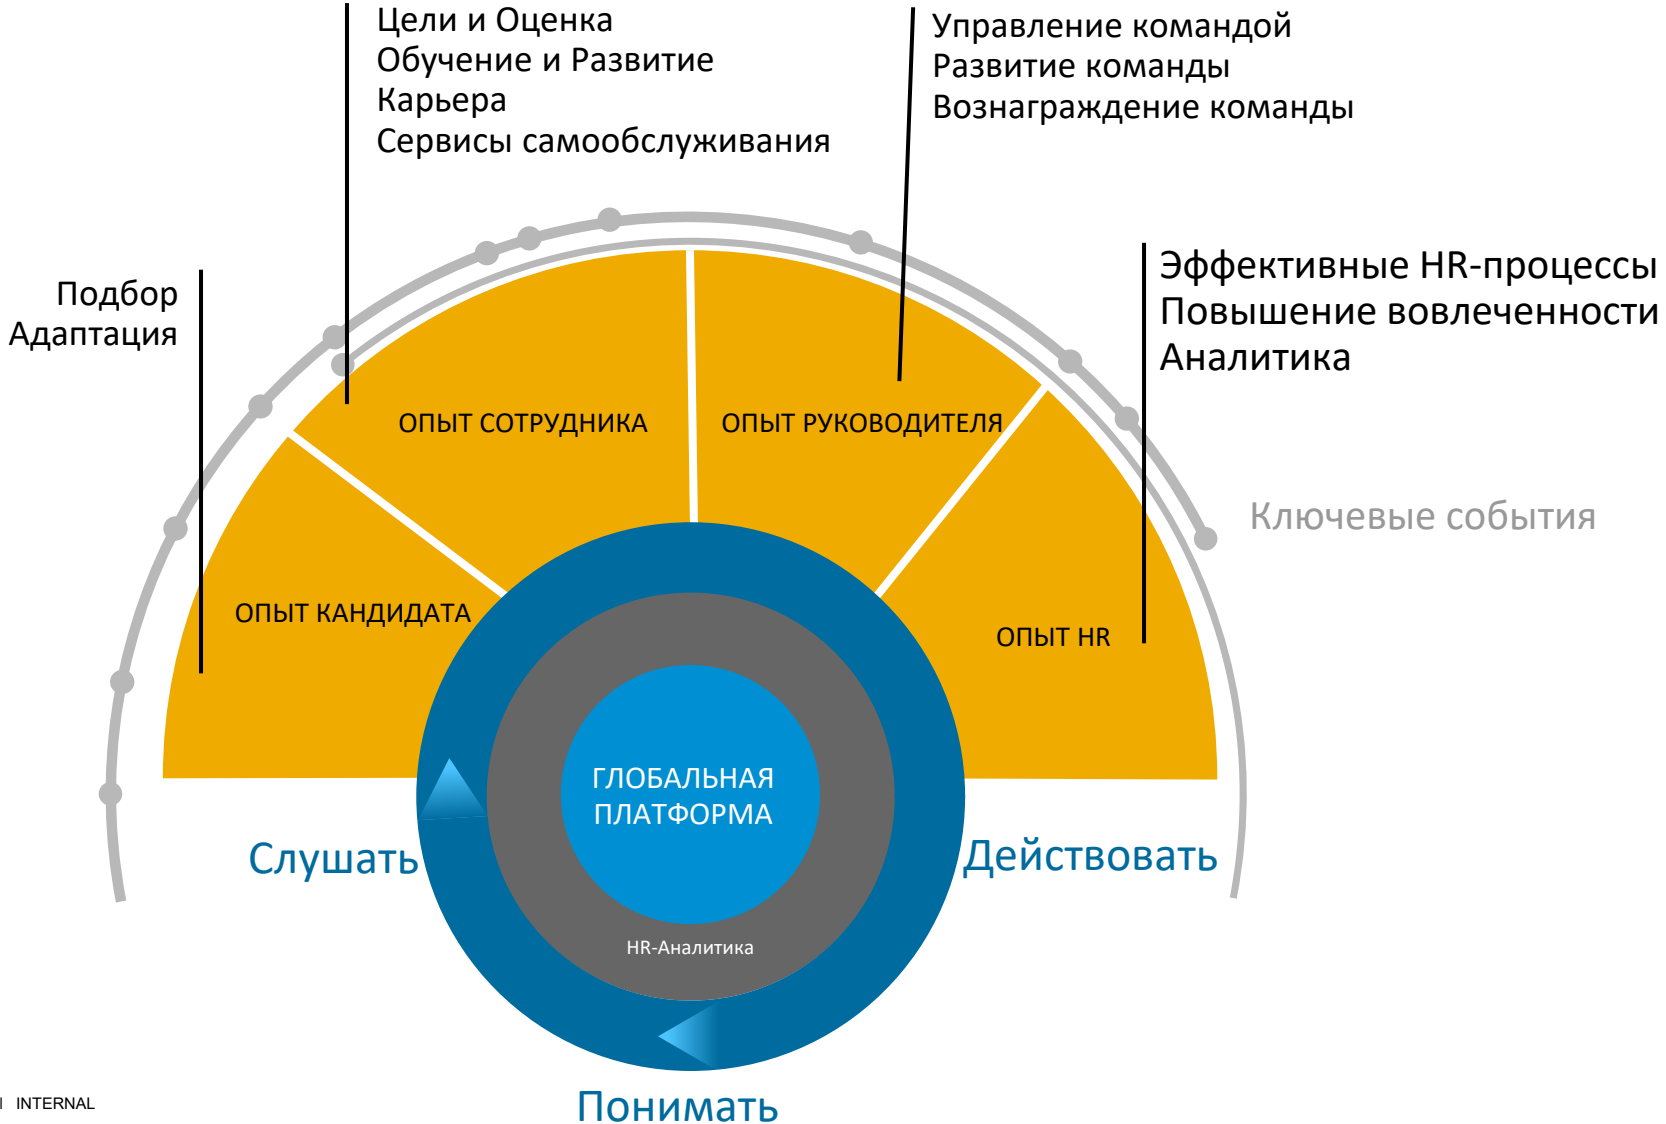 Цели и Оценка
Обучение и Развитие
Карьера
Сервисы самообслуживания
Управление командой
Развитие команды
Вознаграждение команды
Подбор
Адаптация
Эффективные HR-процессы
Повышение вовлеченности
Аналитика
ОПЫТ СОТРУДНИКА
ОПЫТ РУКОВОДИТЕЛЯ
Ключевые события
ОПЫТ КАНДИДАТА
ОПЫТ HR
ГЛОБАЛЬНАЯ
ПЛАТФОРМА
Слушать
Действовать
HR-Аналитика
Понимать
| INTERNAL